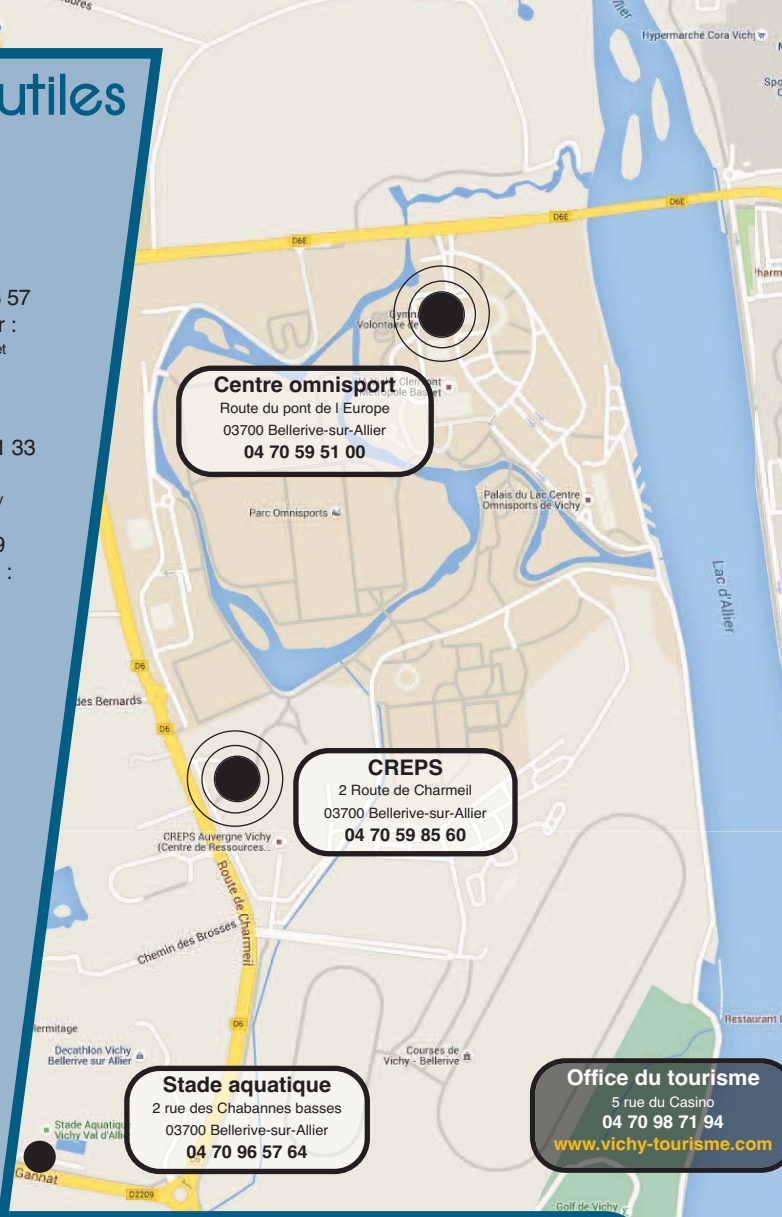 utiles
57
r :
et
33
9
:
Hypermarché Cora Vichy
D6E
D6E
D6E
Centre omnisport
Route du pont de l Europe
03700 Bellerive-sur-Allier
04 70 59 51 00
Parc Omnisports
Palais du Lac Centre
Omnisports de Vichy
Lac d'Allier
D6
des Bernards
D6
CREPS
2 Route de Charmeil
03700 Bellerive-sur-Allier
04 70 59 85 60
CREPS Auvergne Vichy
(Centre de Ressources...
Route de Charmeil
Chemin des Brosses
D6
Hermitage
Decathlon Vichy
Bellerive sur Allier
Courses de
Vichy - Bellerive
Restaurant L
Stade aquatique
2 rue des Chabannes basses
03700 Bellerive-sur-Allier
04 70 96 57 64
Office du tourisme
5 rue du Casino
04 70 98 71 94
www.vichy-tourisme.com
Stade Aquatique
Vichy Val d'Allier
Gannat
D2209
Golf de Vichy